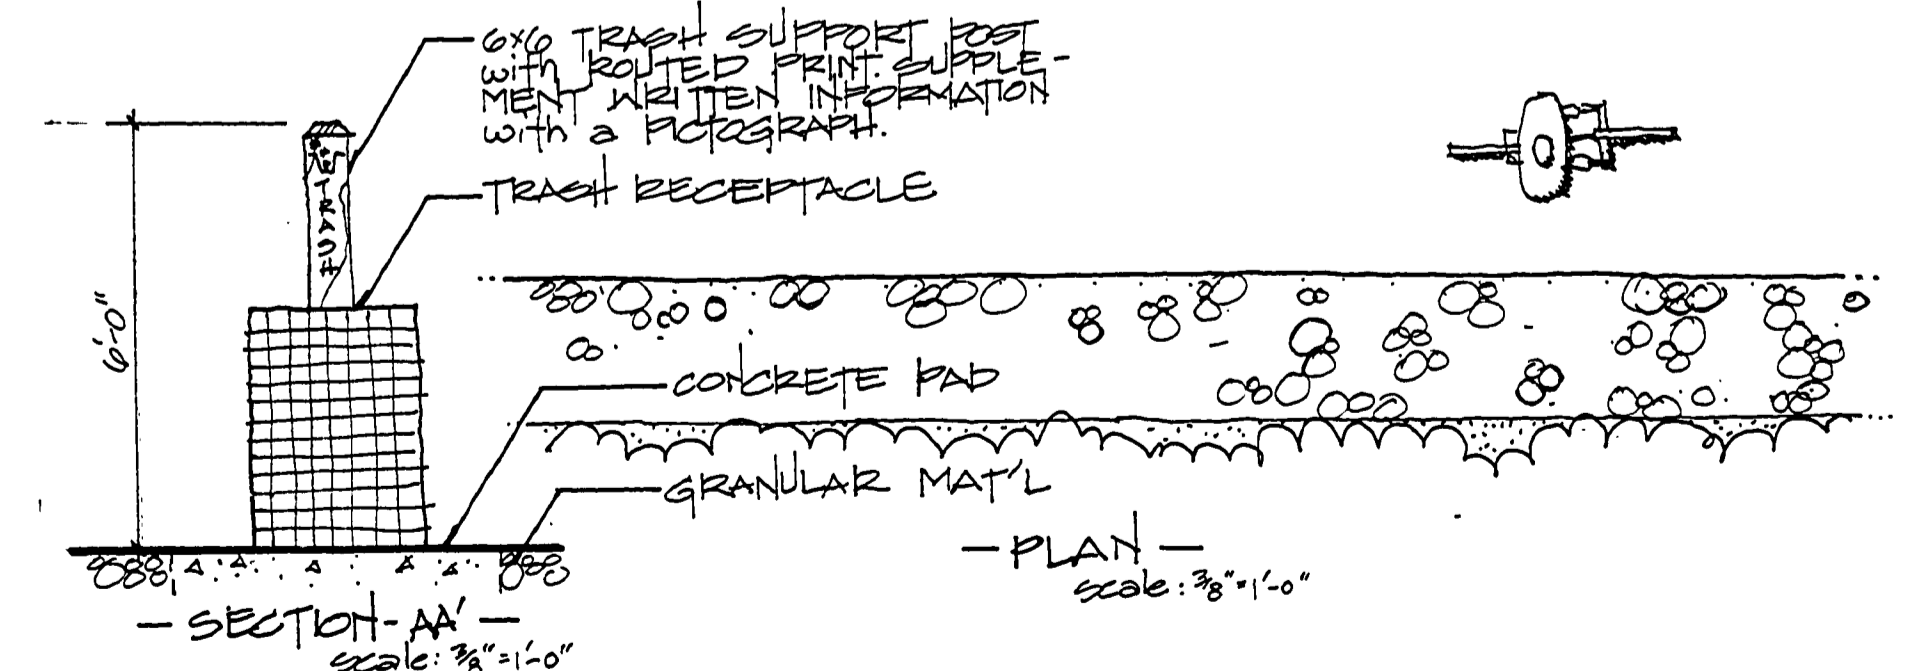 6x6 TRASH SUPPORT POST
with ROUTED PRINT. SUPPLE-
MENT WRITTEN INFORMATION
with a PICTOGRAPH.
TRASH RECEPTACLE
TRASH
6'-0"
CONCRETE PAD
GRANULAR MAT'L
- PLAN -
scale: 3/8"=1'-0"
- SECTION-AA' -
scale: 3/8"=1'-0"